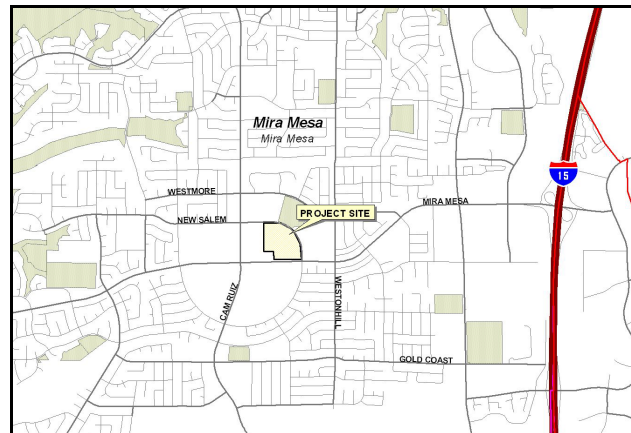 Mira Mesa
Mira Mesa
15
WESTMORE
MIRA MESA
NEW SALEM
PROJECT SITE
CAM RUIZ
WESTONHILL
GOLD COAST